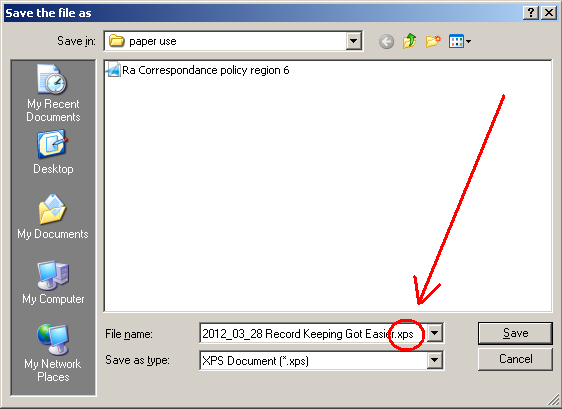 Save the file as
Save in:
paper use
My Recent
Documents
Desktop
My Documents
My Computer
My Network
Places
Ra Correspondance policy region 6
File name:
2012_03_28 Record Keeping Got Easier.xps
Save
Save as type:
XPS Document (*.xps)
Cancel